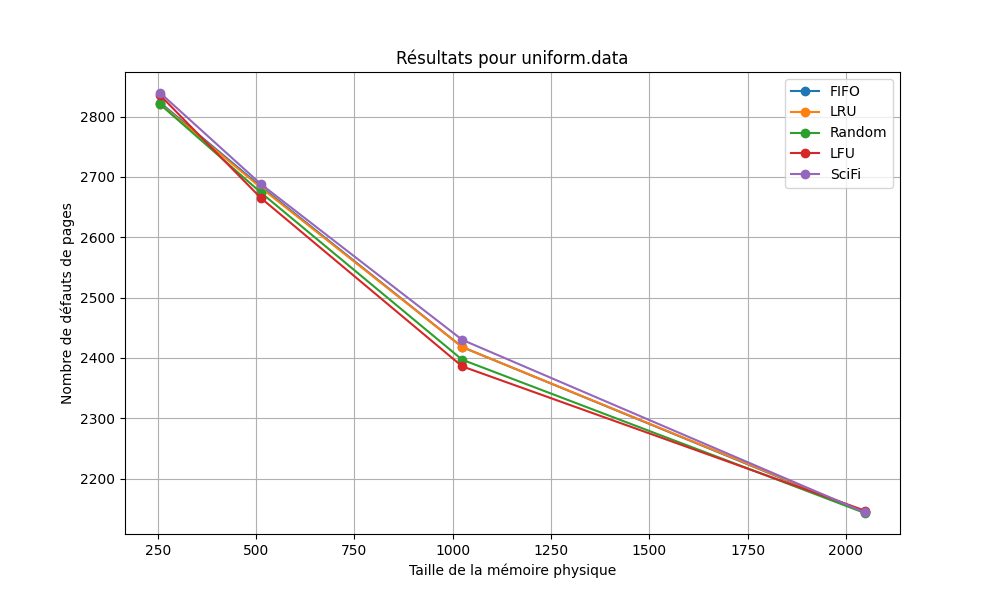 Résultats pour uniform.data
FIFO
LRU
Random
LFU
SciFi
Nombre de défauts de pages
2800
2700
2600
2500
2400
2300
2200
250
500
750
1000
1250
1500
1750
2000
Taille de la mémoire physique